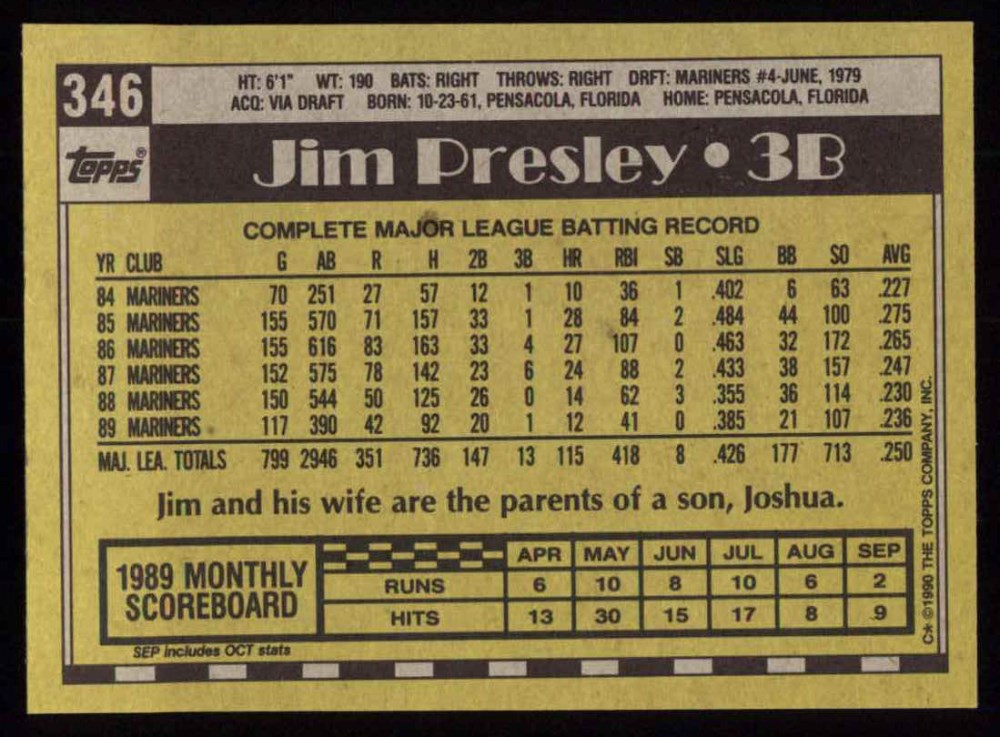 346
HT: 6'1" WT: 190 BATS: RIGHT THROWS: RIGHT DRFT: MARINERS #4-JUNE, 1979
ACQ: VIA DRAFT BORN: 10-23-61, PENSACOLA, FLORIDA HOME: PENSACOLA, FLORIDA
topps®
Jim Presley • 3B
COMPLETE MAJOR LEAGUE BATTING RECORD
YR CLUB G AB R H 2B 3B HR RBI SB SLG BB SO AVG
84 MARINERS 70 251 27 57 12 1 10 36 1 .402 6 63 .227
85 MARINERS 155 570 71 157 33 1 28 84 2 .484 44 100 .275
86 MARINERS 155 616 83 163 33 4 27 107 0 .463 32 172 .265
87 MARINERS 152 575 78 142 23 6 24 88 2 .433 38 157 .247
88 MARINERS 150 544 50 125 26 0 14 62 3 .355 36 114 .230
89 MARINERS 117 390 42 92 20 1 12 41 0 .385 21 107 .236
MAJ. LEA. TOTALS 799 2946 351 736 147 13 115 418 8 .426 177 713 .250
Jim and his wife are the parents of a son, Joshua.
1989 MONTHLY
SCOREBOARD
APR MAY JUN JUL AUG SEP
RUNS 6 10 8 10 6 2
HITS 13 30 15 17 8 9
SEP includes OCT stats
C* ©1990 THE TOPPS COMPANY, INC.